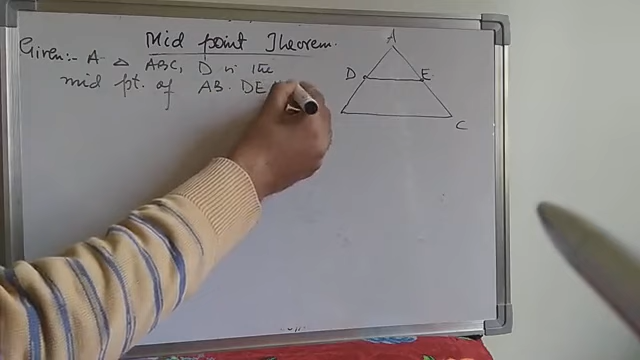 Mid point Theorem.
Given:- A △ ABC, D is the
mid pt. of AB. DE
A
D
E
C